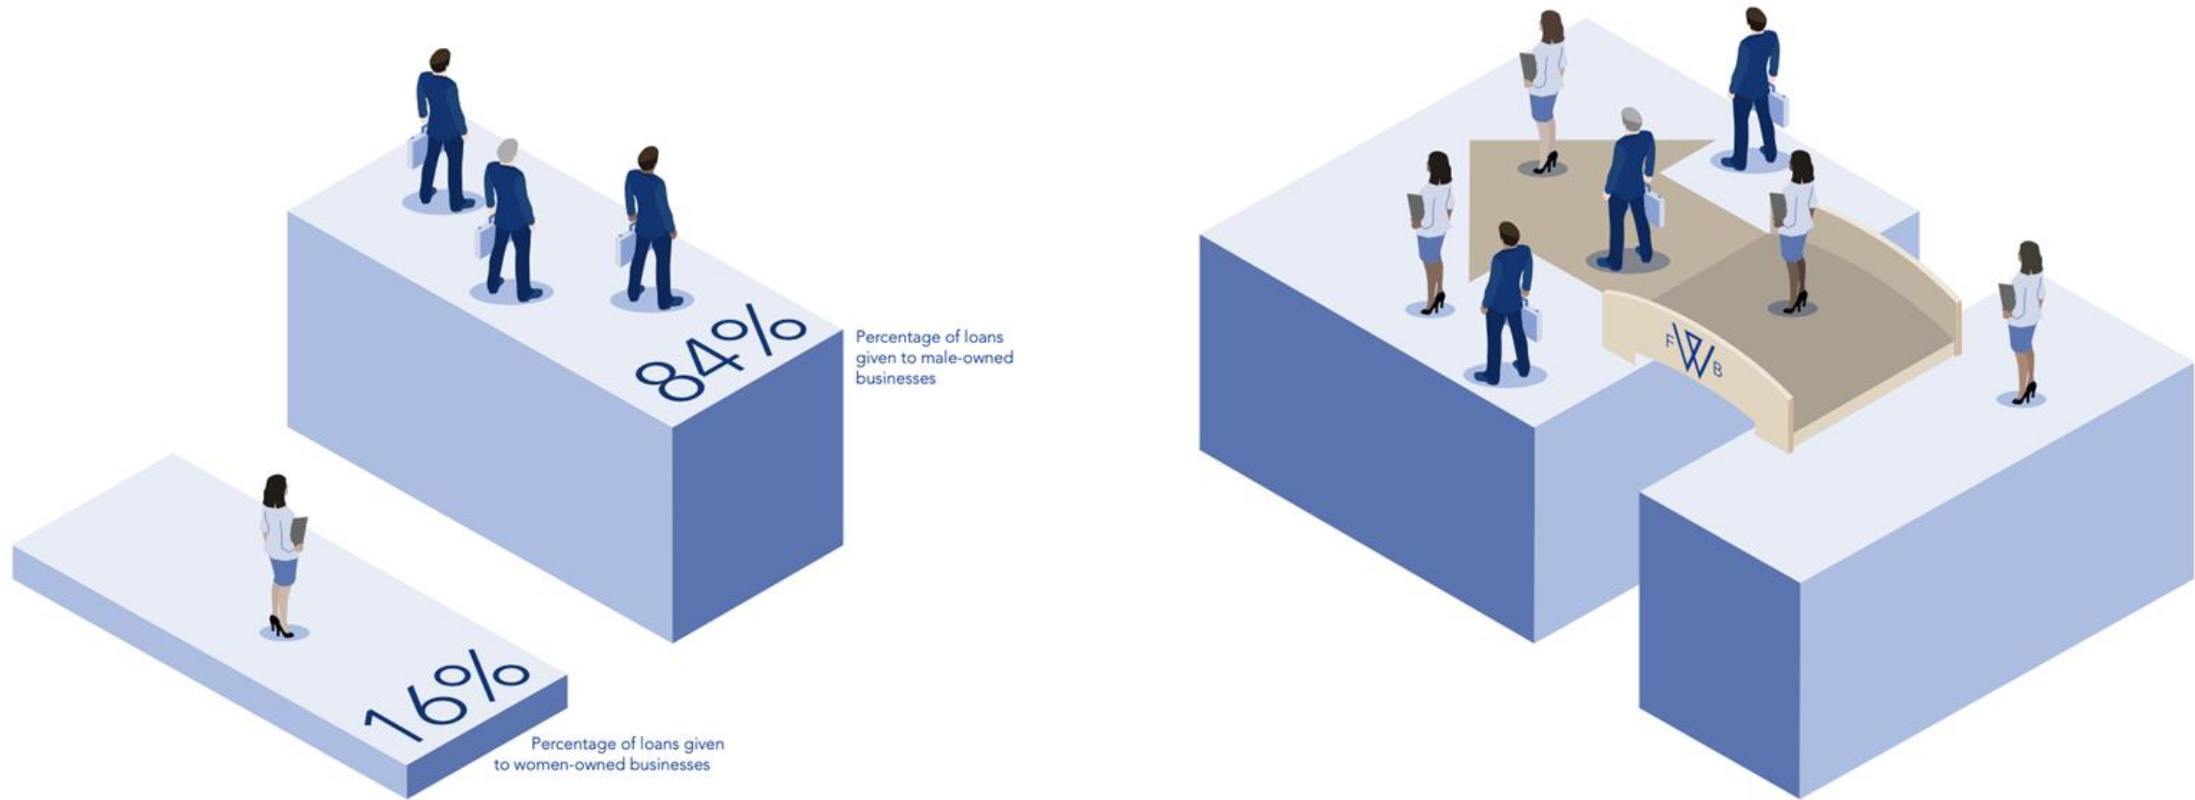 84%
Percentage of loans
given to male-owned
businesses
16%
Percentage of loans given
to women-owned businesses
F W B